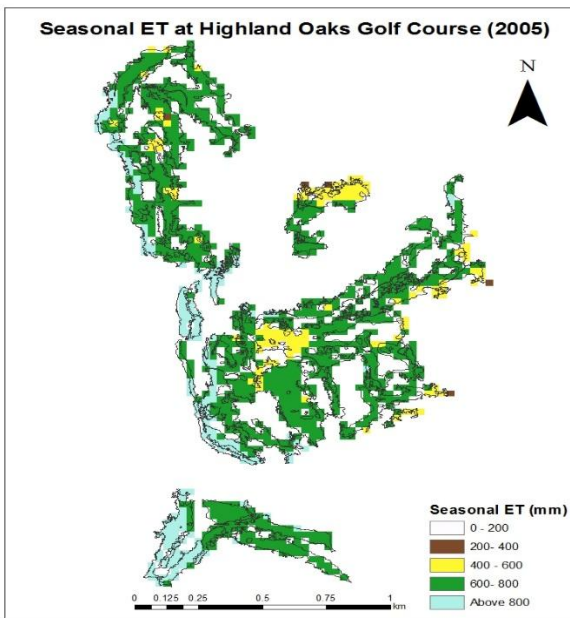 Seasonal ET at Highland Oaks Golf Course (2005)
N
Seasonal ET (mm)
0 - 200
200- 400
400 - 600
600- 800
Above 800
0 0.125 0.25 0.5 0.75 1
km